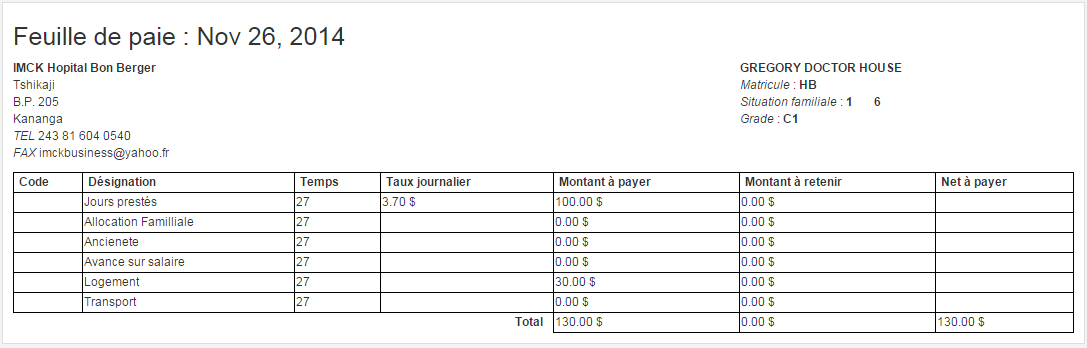 Feuille de paie : Nov 26, 2014
IMCK Hopital Bon Berger
Tshikaji
B.P. 205
Kananga
TEL 243 81 604 0540
FAX imckbusiness@yahoo.fr
GREGORY DOCTOR HOUSE
Matricule : HB
Situation familiale : 1 6
Grade : C1
Code Désignation Temps Taux journalier Montant à payer Montant à retenir Net à payer
Jours prestés 27 3.70 $ 100.00 $ 0.00 $
Allocation Familliale 27 0.00 $ 0.00 $
Ancienete 27 0.00 $ 0.00 $
Avance sur salaire 27 0.00 $ 0.00 $
Logement 27 30.00 $ 0.00 $
Transport 27 0.00 $ 0.00 $
Total 130.00 $ 0.00 $ 130.00 $